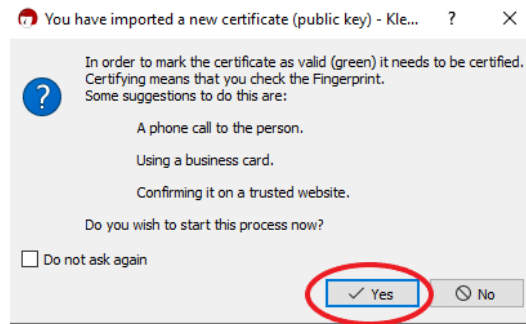 You have imported a new certificate (public key) - Kle... ? ×
In order to mark the certificate as valid (green) it needs to be certified.
Certifying means that you check the Fingerprint.
Some suggestions to do this are:
A phone call to the person.
Using a business card.
Confirming it on a trusted website.
Do you wish to start this process now?
Do not ask again
Yes
No